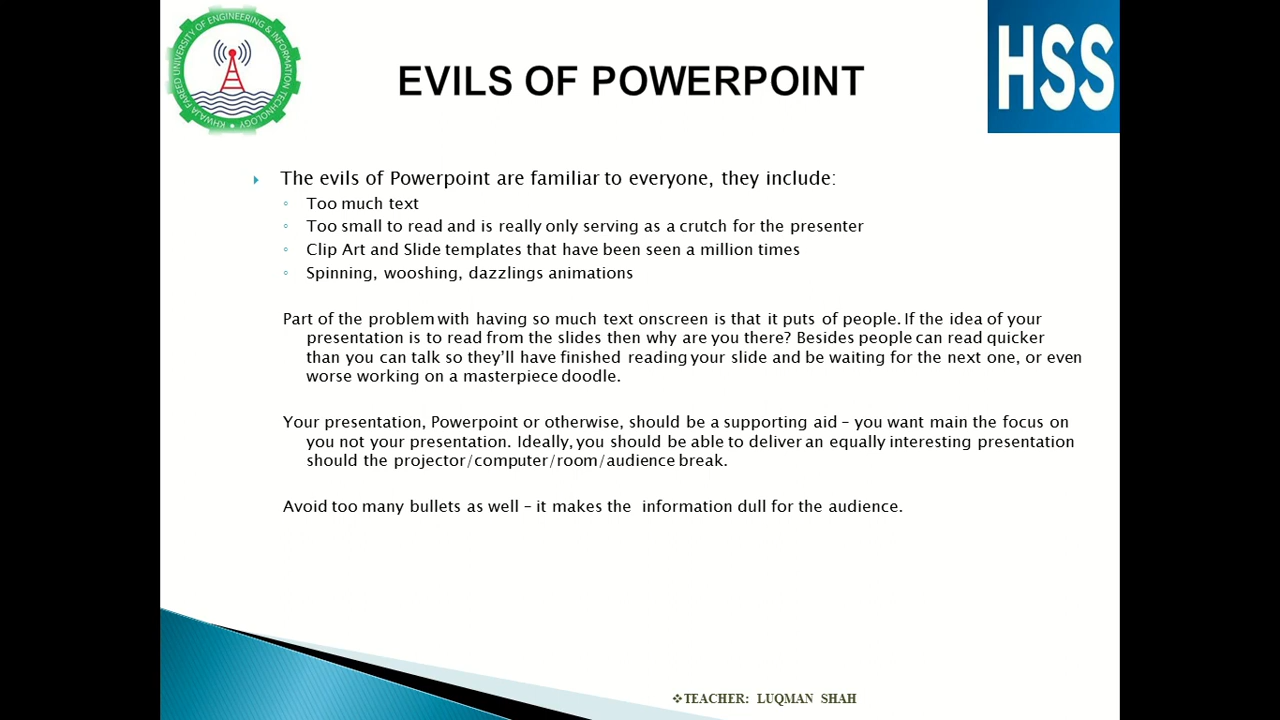 KHWAJA FAREED UNIVERSITY OF ENGINEERING & INFORMATION TECHNOLOGY
HSS
EVILS OF POWERPOINT
The evils of Powerpoint are familiar to everyone, they include:
Too much text
Too small to read and is really only serving as a crutch for the presenter
Clip Art and Slide templates that have been seen a million times
Spinning, wooshing, dazzlings animations
Part of the problem with having so much text onscreen is that it puts of people. If the idea of your
presentation is to read from the slides then why are you there? Besides people can read quicker
than you can talk so they'll have finished reading your slide and be waiting for the next one, or even
worse working on a masterpiece doodle.
Your presentation, Powerpoint or otherwise, should be a supporting aid – you want main the focus on
you not your presentation. Ideally, you should be able to deliver an equally interesting presentation
should the projector/computer/room/audience break.
Avoid too many bullets as well – it makes the  information dull for the audience.
❖TEACHER: LUQMAN SHAH